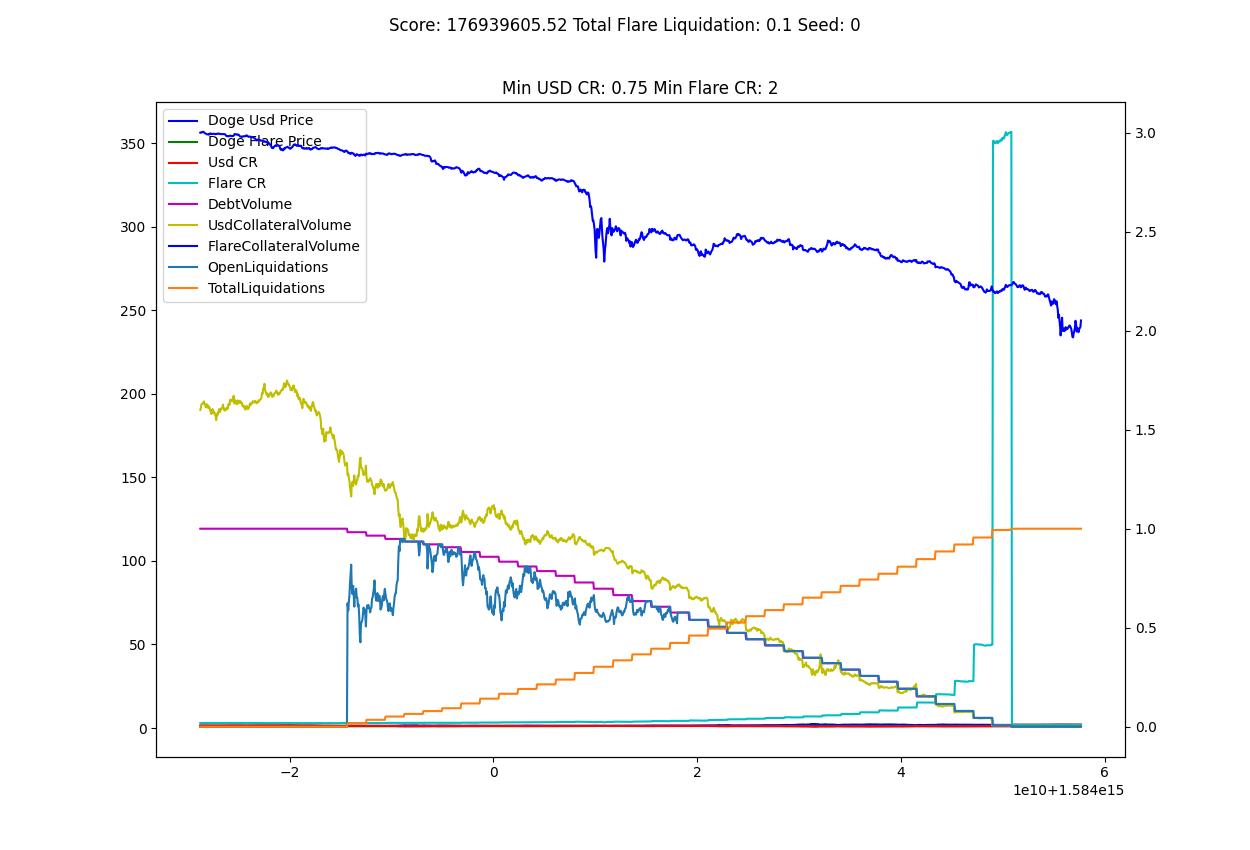 Score: 176939605.52 Total Flare Liquidation: 0.1 Seed: 0
Min USD CR: 0.75 Min Flare CR: 2
Doge Usd Price
Doge Flare Price
Usd CR
Flare CR
DebtVolume
UsdCollateralVolume
FlareCollateralVolume
OpenLiquidations
TotalLiquidations
350
300
250
200
150
100
50
0
3.0
2.5
2.0
1.5
1.0
0.5
0.0
−2
0
2
4
6
1e10+1.584e15